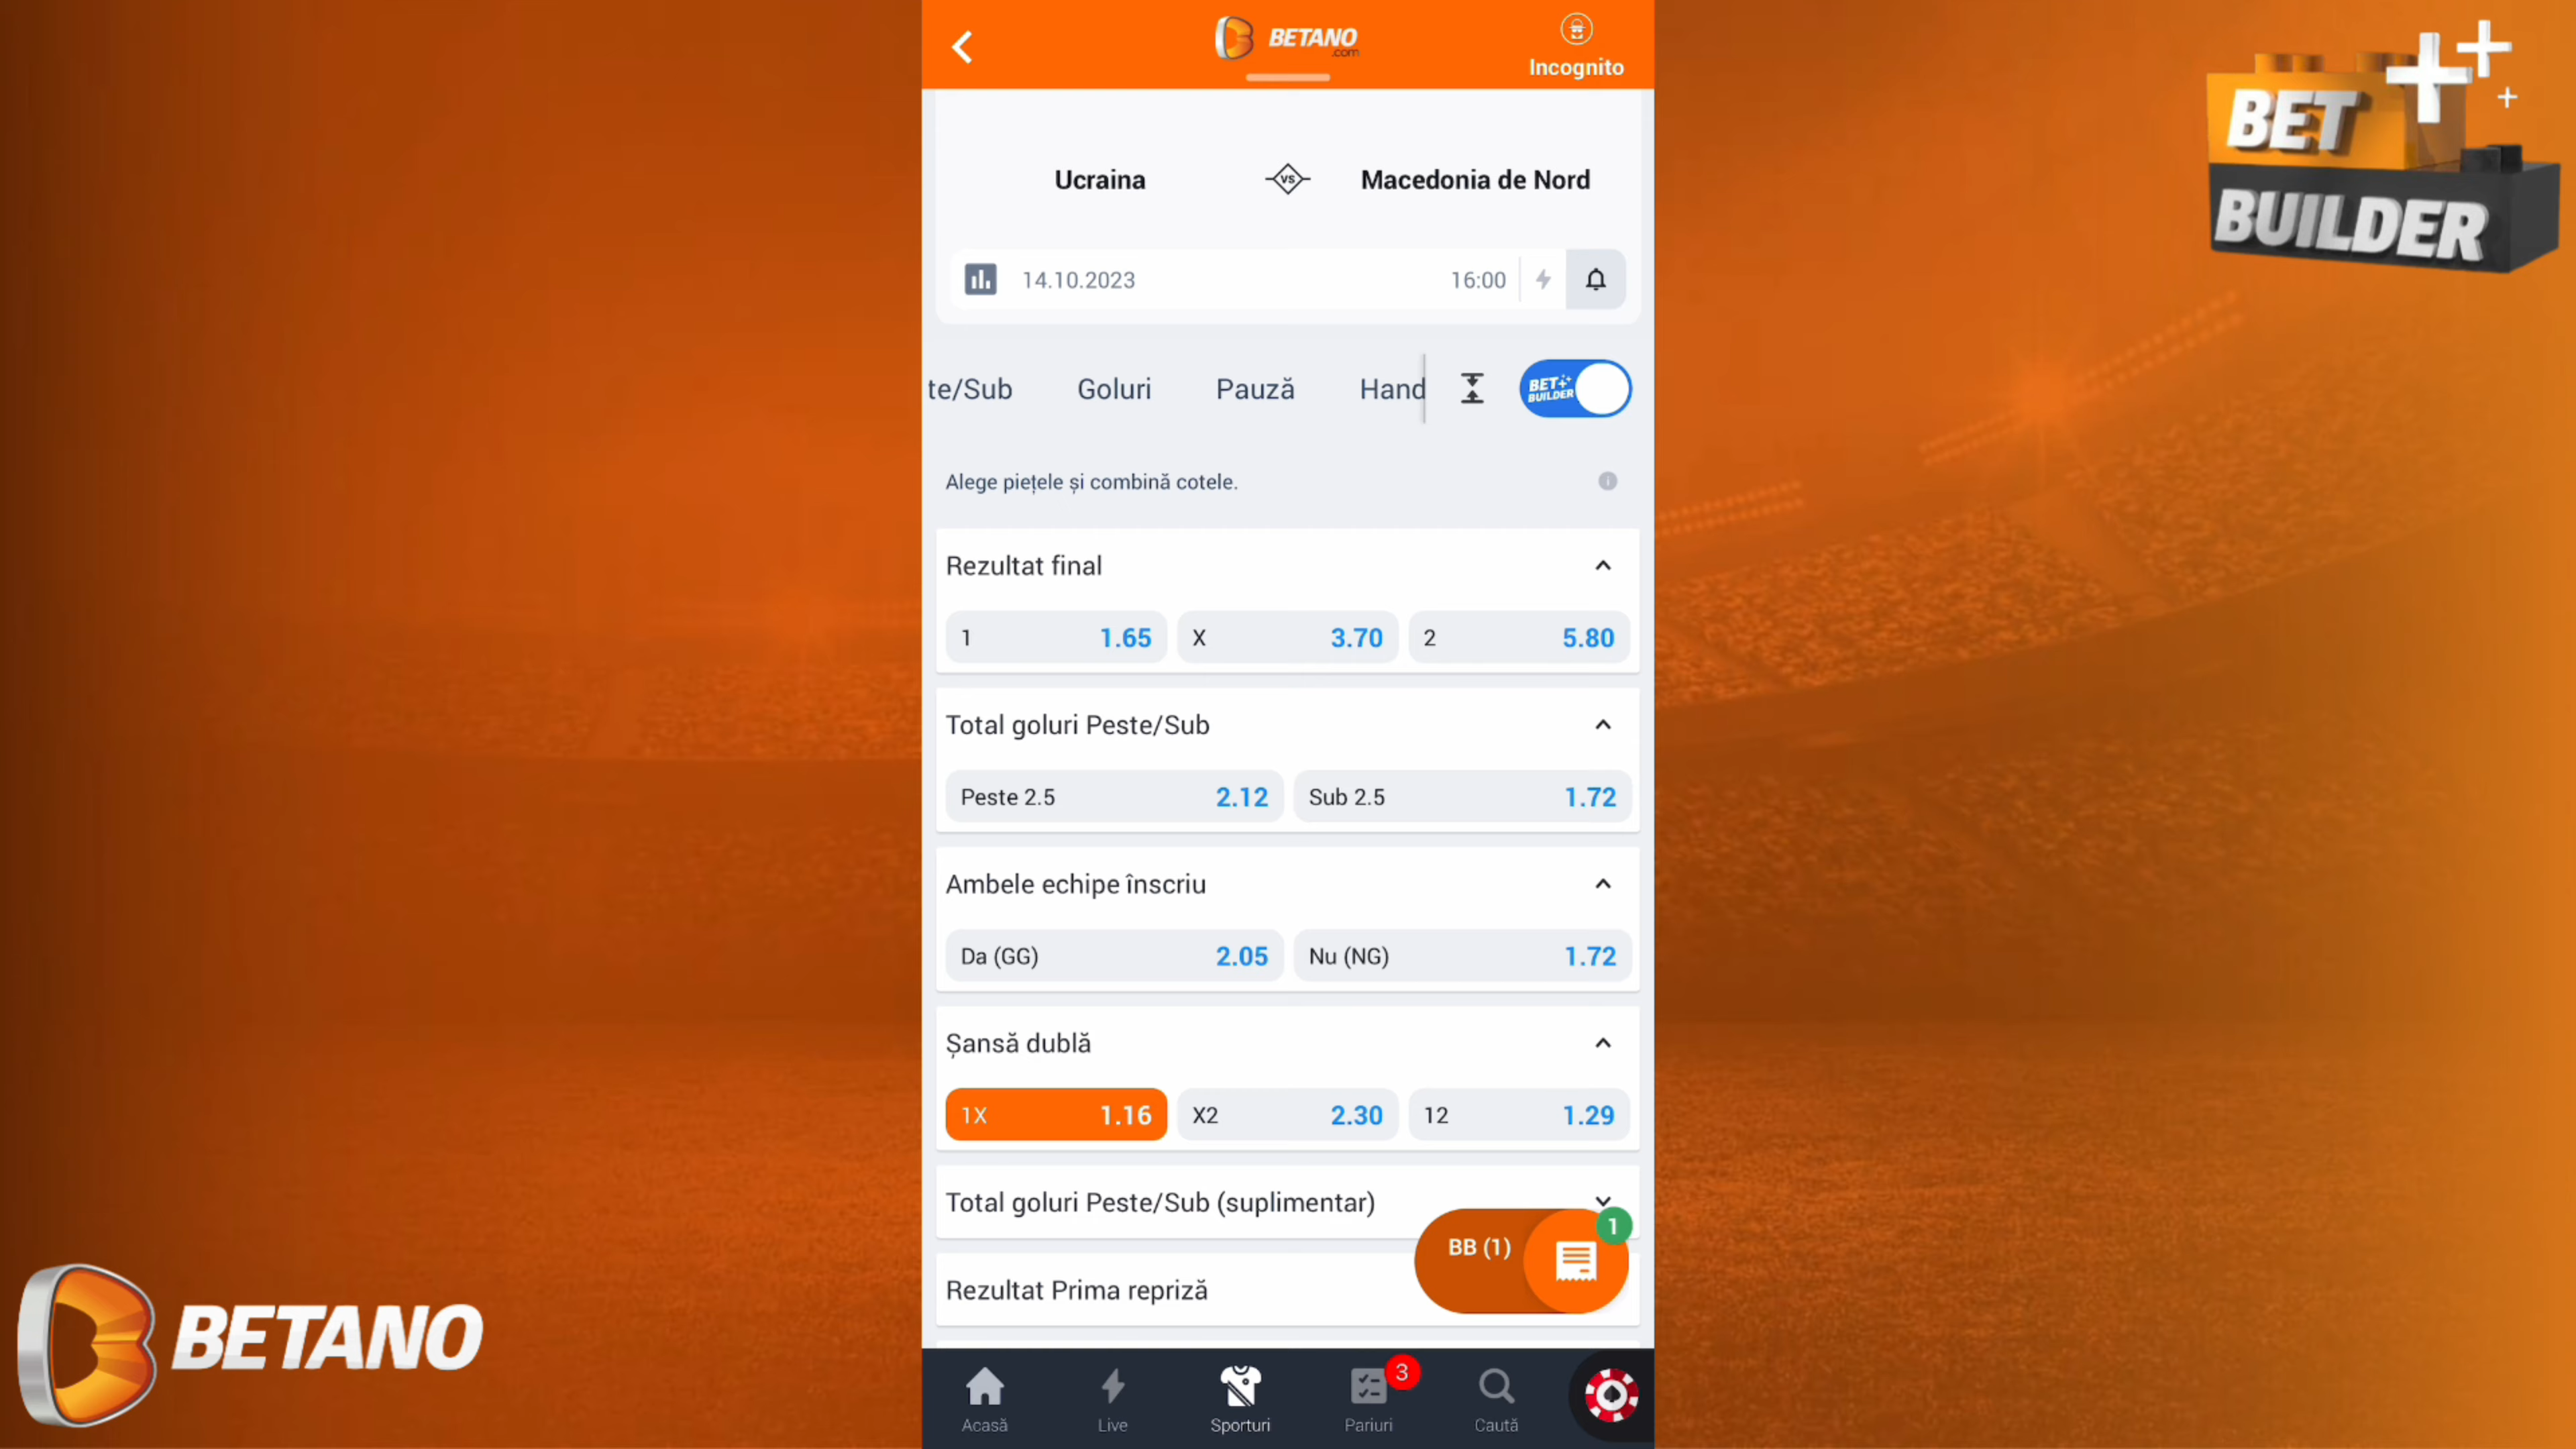 BETANO
.com
Incognito
BET
BUILDER
Ucraina
VS
Macedonia de Nord
14.10.2023
16:00
te/Sub
Goluri
Pauză
Hand
BET
BUILDER
Alege piețele și combină cotele.
Rezultat final
1 1.65
X 3.70
2 5.80
Total goluri Peste/Sub
Peste 2.5 2.12
Sub 2.5 1.72
Ambele echipe înscriu
Da (GG) 2.05
Nu (NG) 1.72
Șansă dublă
1X 1.16
X2 2.30
12 1.29
Total goluri Peste/Sub (suplimentar)
1
BB (1)
Rezultat Prima repriză
BETANO
3
Acasă
Live
Sporturi
Pariuri
Caută